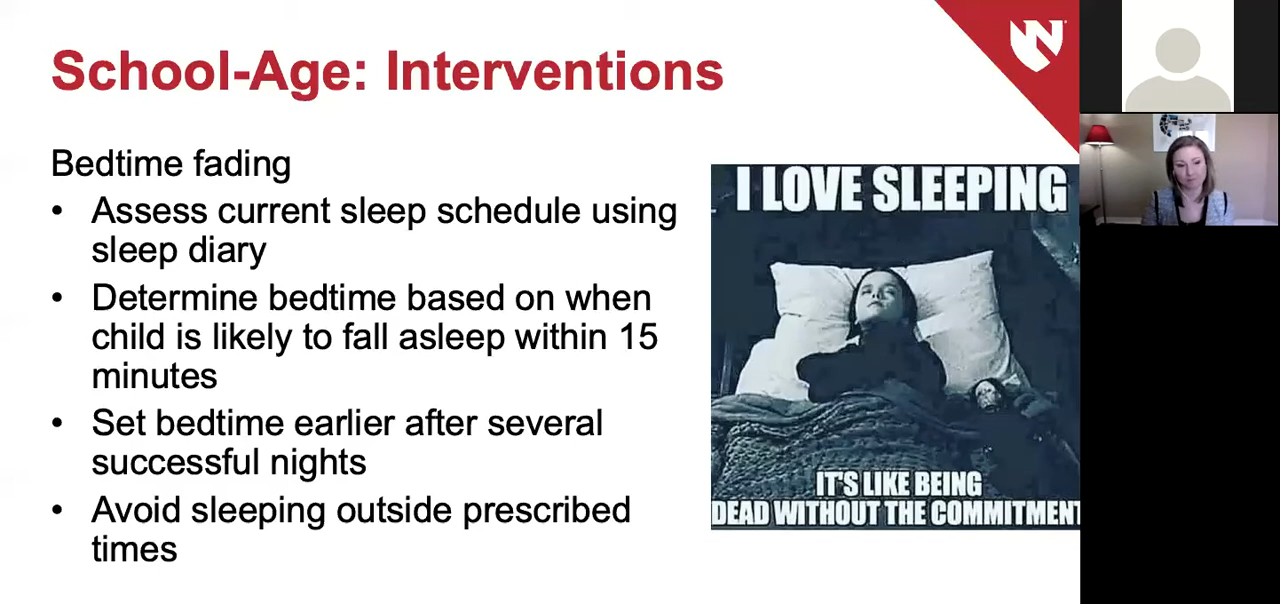 School-Age: Interventions
Bedtime fading
• Assess current sleep schedule using
sleep diary
• Determine bedtime based on when
child is likely to fall asleep within 15
minutes
• Set bedtime earlier after several
successful nights
• Avoid sleeping outside prescribed
times
I LOVE SLEEPING
IT'S LIKE BEING
DEAD WITHOUT THE COMMITMENT
N